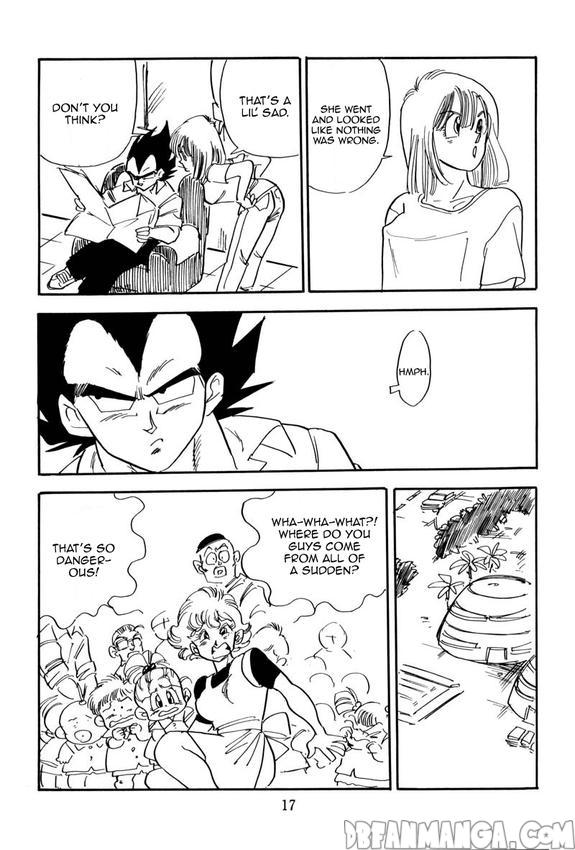 SHE WENT
AND LOOKED
LIKE NOTHING
WAS WRONG.
THAT'S A
LIL' SAD.
DON'T YOU
THINK?
HMPH.
WHA-WHA-WHAT?!
WHERE DO YOU
GUYS COME
FROM ALL OF
A SUDDEN?
THAT'S SO
DANGER-
OUS!
17
DBFANMANGA.COM